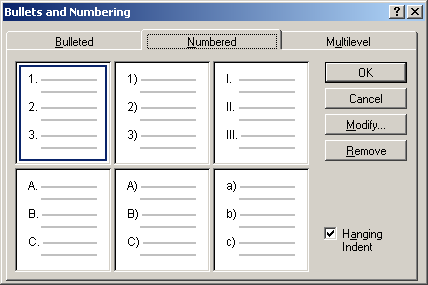 Bullets and Numbering
Bulleted Numbered Multilevel
1. 1) I.
2. 2) II.
3. 3) III.
A. A) a)
B. B) b)
C. C) c)
OK
Cancel
Modify...
Remove
Hanging
Indent